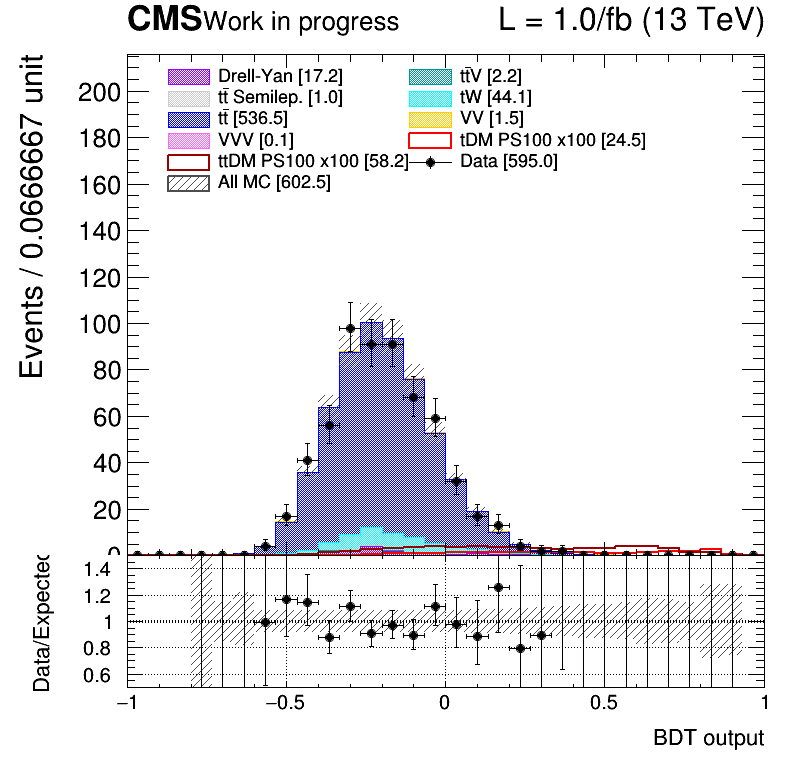 CMS Work in progress L = 1.0/fb (13 TeV)
Events / 0.0666667 unit
Drell-Yan [17.2] tt̄V [2.2]
tt̄ Semilep. [1.0] tW [44.1]
tt̄ [536.5] VV [1.5]
VVV [0.1] tDM PS100 x100 [24.5]
ttDM PS100 x100 [58.2] Data [595.0]
All MC [602.5]
200
180
160
140
120
100
80
60
40
20
0
Data/Expected
1.4
1.2
1
0.8
0.6
−1 −0.5 0 0.5 1
BDT output